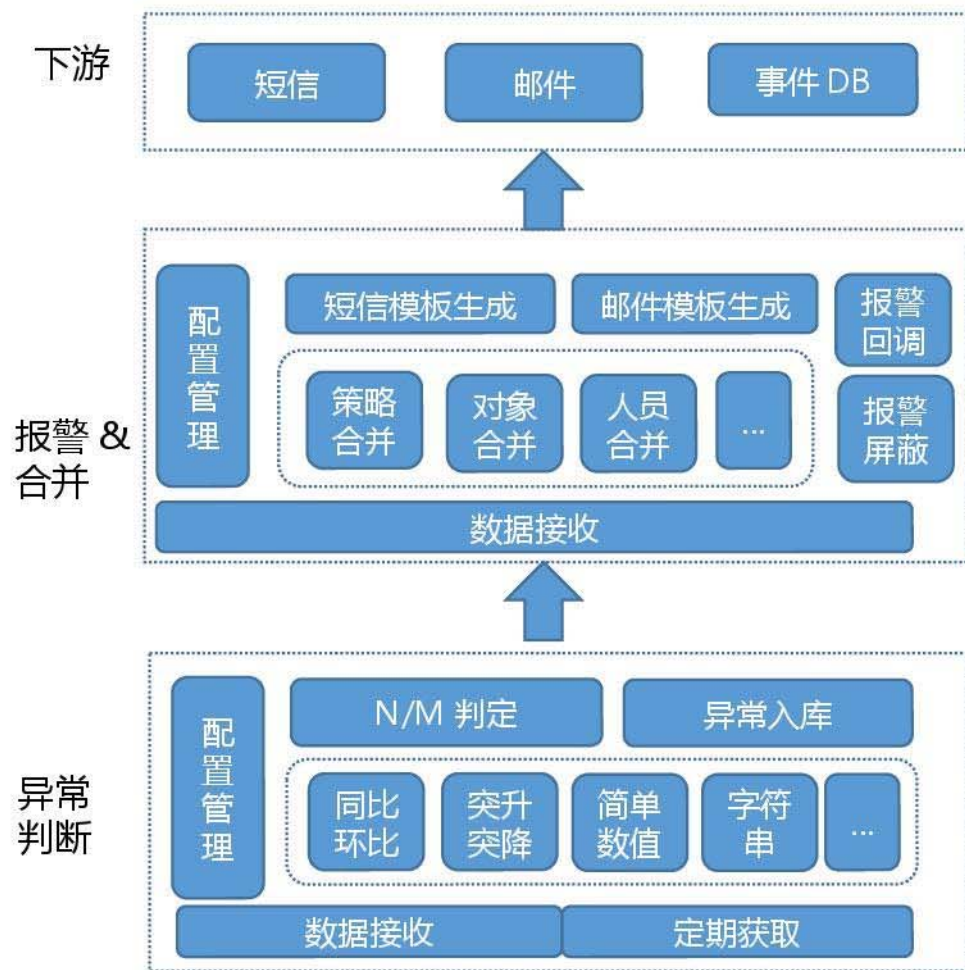 下游
短信
邮件
事件 DB
报警 &
合并
配
置
管
理
短信模板生成
邮件模板生成
报警
回调
策略
合并
对象
合并
人员
合并
...
报警
屏蔽
数据接收
异常
判断
配
置
管
理
N/M 判定
异常入库
同比
环比
突升
突降
简单
数值
字符
串
...
数据接收
定期获取